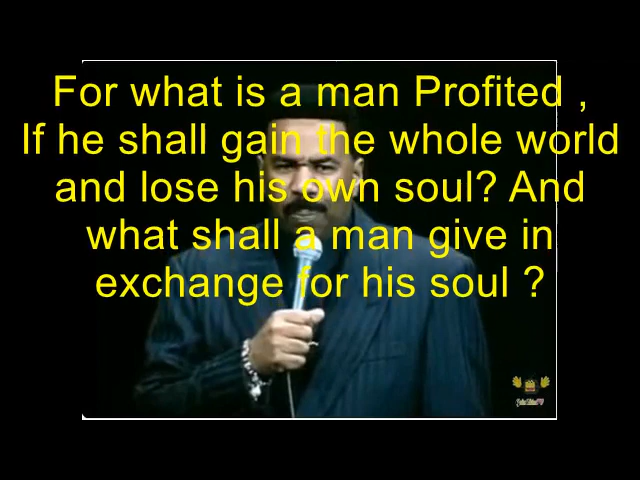 For what is a man Profited ,
If he shall gain the whole world
and lose his own soul? And
what shall a man give in
exchange for his soul ?